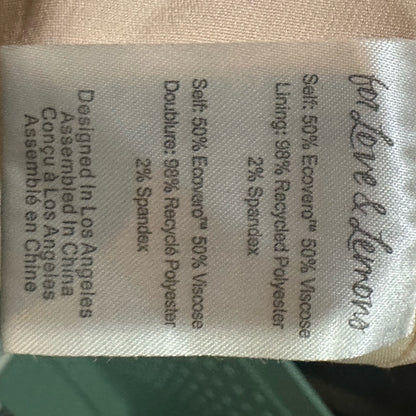 for Love & Lemons
Self: 50% Ecovero™ 50% Viscose
Lining: 98% Recycled Polyester
2% Spandex
Self: 50% Ecovero™ 50% Viscose
Doublure: 98% Recyclé Polyester
2% Spandex
Designed In Los Angeles
Assembled In China
Conçu à Los Angeles
Assemblé en Chine